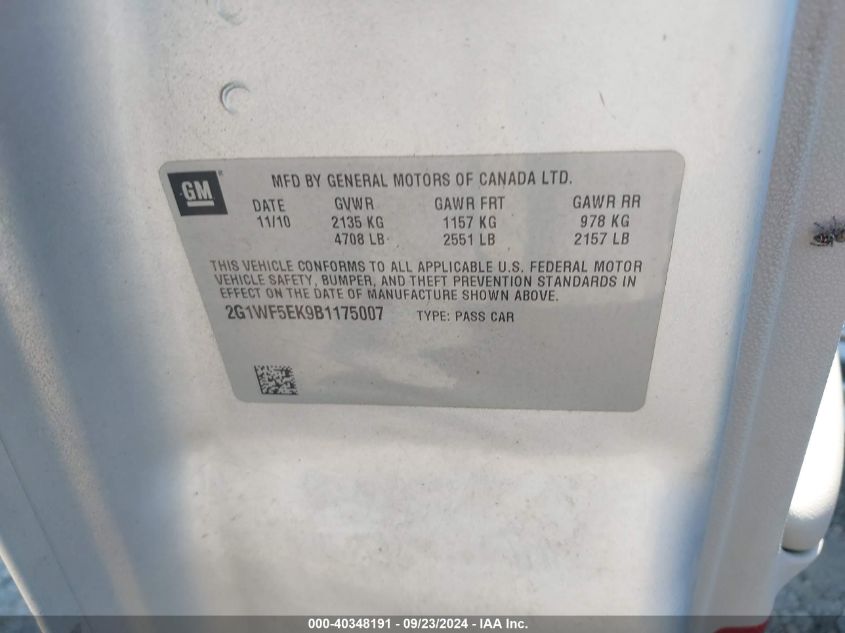 GM ®
MFD BY GENERAL MOTORS OF CANADA LTD.
DATE GVWR GAWR FRT GAWR RR
11/10 2135 KG 1157 KG 978 KG
4708 LB 2551 LB 2157 LB
THIS VEHICLE CONFORMS TO ALL APPLICABLE U.S. FEDERAL MOTOR
VEHICLE SAFETY, BUMPER, AND THEFT PREVENTION STANDARDS IN
EFFECT ON THE DATE OF MANUFACTURE SHOWN ABOVE.
2G1WF5EK9B1175007 TYPE: PASS CAR
000-40348191 - 09/23/2024 - IAA Inc.